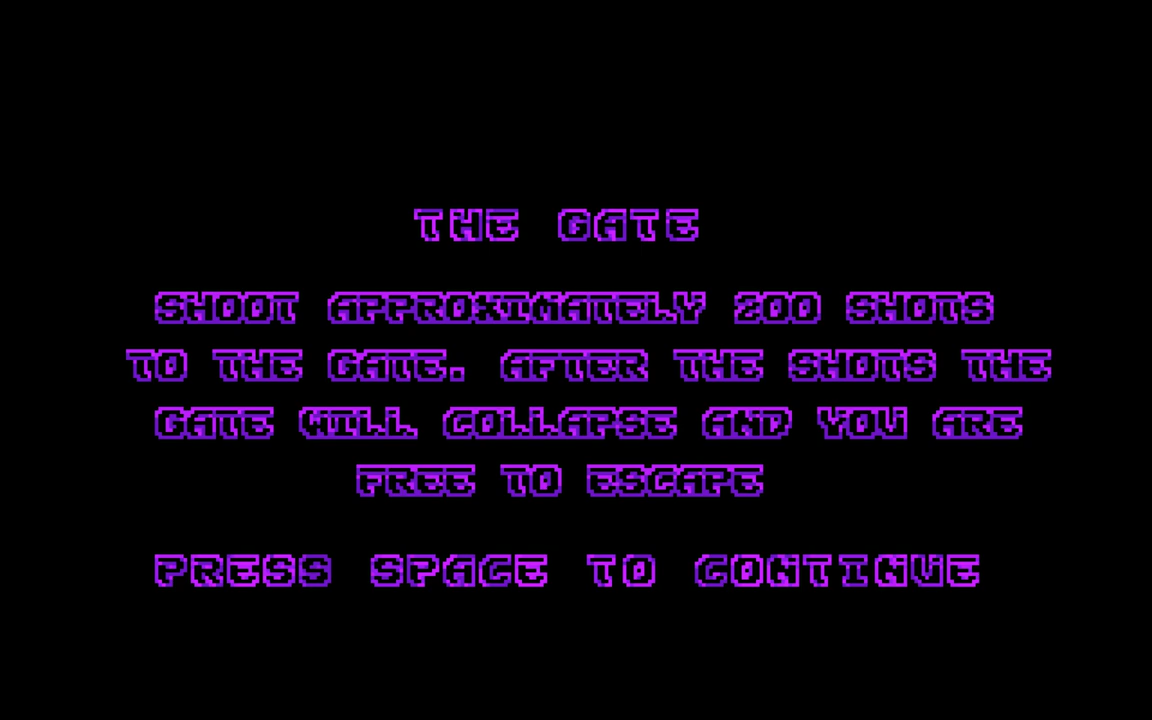 THE GATE
SHOOT APPROXIMATELY 200 SHOTS
TO THE GATE. AFTER THE SHOTS THE
GATE WILL COLLAPSE AND YOU ARE
FREE TO ESCAPE
PRESS SPACE TO CONTINUE